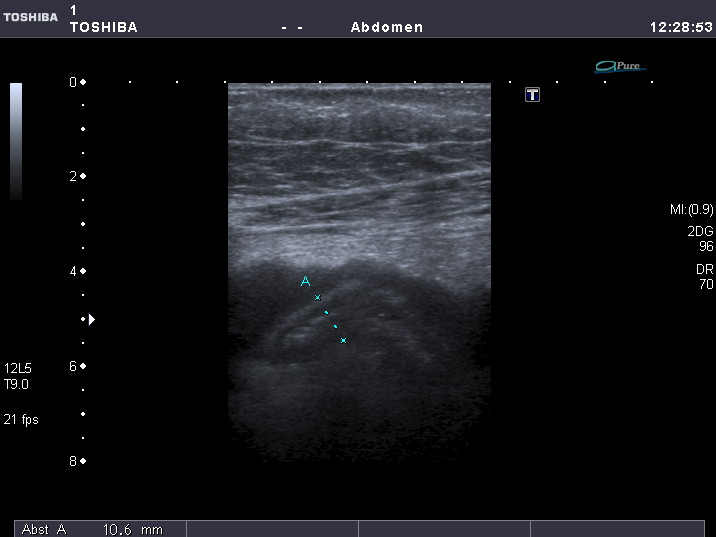 TOSHIBA
1
TOSHIBA - - Abdomen 12:28:53
Pure
T
0
2
4
6
8
A
MI:(0.9)
2DG
96
DR
70
12L5
T9.0
21 fps
Abst A 10.6 mm